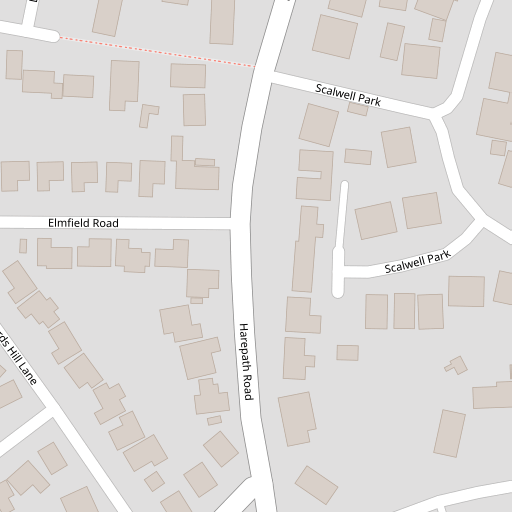 Scalwell Park
Elmfield Road
Scalwell Park
Harepath Road
rds Hill Lane